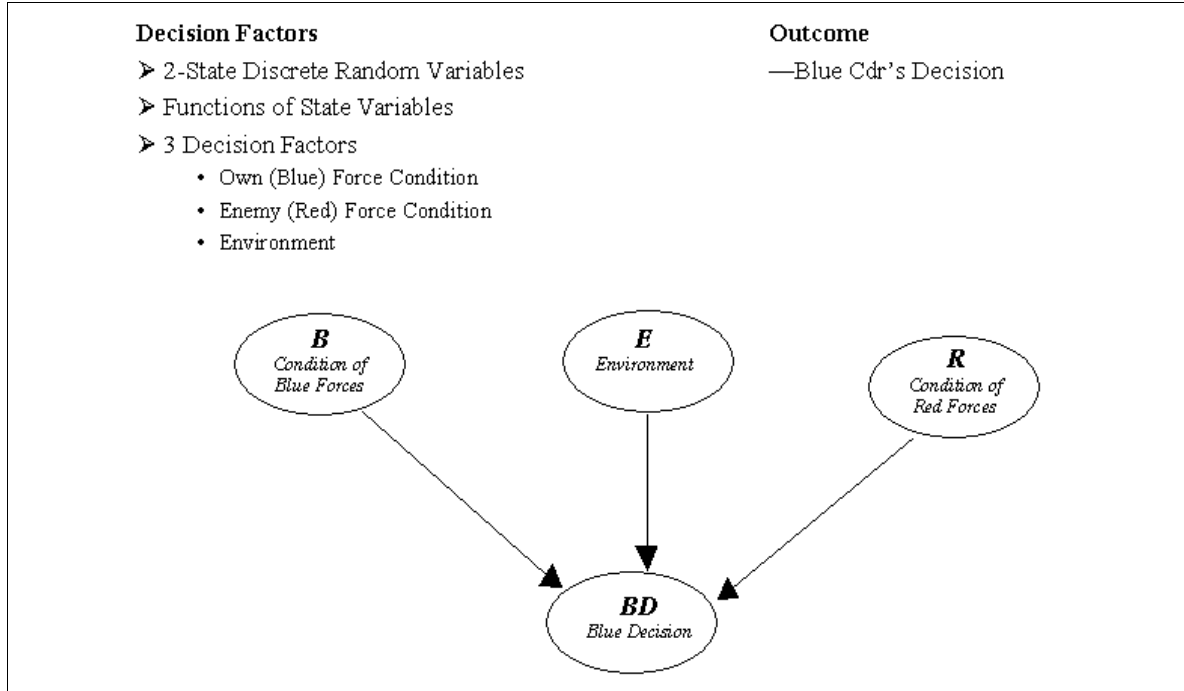 Decision Factors
➤ 2-State Discrete Random Variables
➤ Functions of State Variables
➤ 3 Decision Factors
• Own (Blue) Force Condition
• Enemy (Red) Force Condition
• Environment
Outcome
—Blue Cdr's Decision
B
Condition of
Blue Forces
E
Environment
R
Condition of
Red Forces
BD
Blue Decision